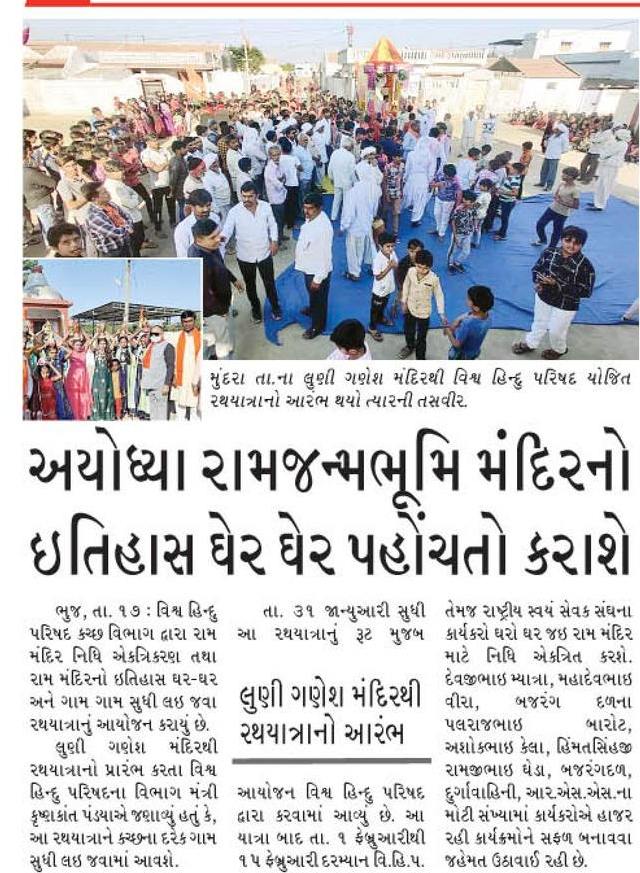 મુંદરા તા.ના લુણી ગણેશ મંદિરથી વિશ્વ હિન્દુ પરિષદ યોજિત
રથયાત્રાનો આરંભ થયો ત્યારની તસવીર.
અયોધ્યા રામજન્મભૂમિ મંદિરનો
ઇતિહાસ ઘેર ઘેર પહોંચતો કરાશે
ભુજ, તા. ૧૭ : વિશ્વ હિન્દુ
પરિષદ કચ્છ વિભાગ દ્વારા રામ
મંદિર નિધિ એકત્રિકરણ તથા
રામ મંદિરનો ઇતિહાસ ઘર-ઘર
અને ગામ ગામ સુધી લઇ જવા
રથયાત્રાનું આયોજન કરાયું છે.
લુણી ગણેશ મંદિરથી
રથયાત્રાનો પ્રારંભ કરતા વિશ્વ
હિન્દુ પરિષદના વિભાગ મંત્રી
કૃષ્ણકાંત પંડયાએ જણાવ્યું હતું કે,
આ રથયાત્રાને કચ્છના દરેક ગામ
સુધી લઇ જવામાં આવશે.
તા. ૩૧ જાન્યુઆરી સુધી
આ રથયાત્રાનું રૂટ મુજબ
લુણી ગણેશ મંદિરથી
રથયાત્રાનો આરંભ
આયોજન વિશ્વ હિન્દુ પરિષદ
દ્વારા કરવામાં આવ્યુ છે. આ
યાત્રા બાદ તા. ૧ ફેબ્રુઆરીથી
૧૫ ફેબ્રુઆરી દરમ્યાન વિ.હિ.પ.
તેમજ રાષ્ટ્રીય સ્વયં સેવક સંઘના
કાર્યકરો ઘરો ઘર જઇ રામ મંદિર
માટે નિધિ એકત્રિત કરશે.
દેવજીભાઇ મ્યાત્રા, મહાદેવભાઇ
વીરા, બજરંગ દળના
પલરાજભાઇ બારોટ,
અશોકભાઇ કેલા, હિંમતસિંહજી
રામજીભાઇ ઘેડા, બજરંગદળ,
દુર્ગાવાહિની, આર.એસ.એસ.ના
મોટી સંખ્યામાં કાર્યકરોએ હાજર
રહી કાર્યક્રમોને સફળ બનાવવા
જહેમત ઉઠાવાઈ રહી છે.